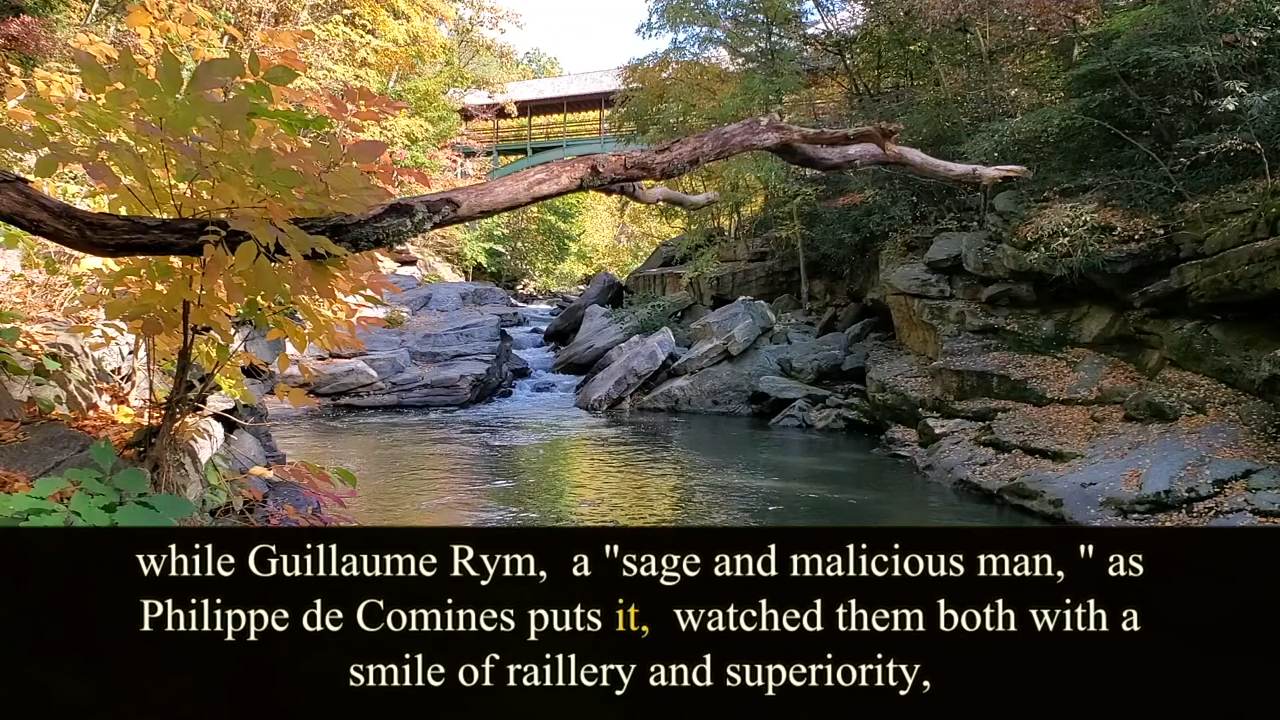 while Guillaume Rym,  a "sage and malicious man, " as
Philippe de Comines puts it,  watched them both with a
smile of raillery and superiority,